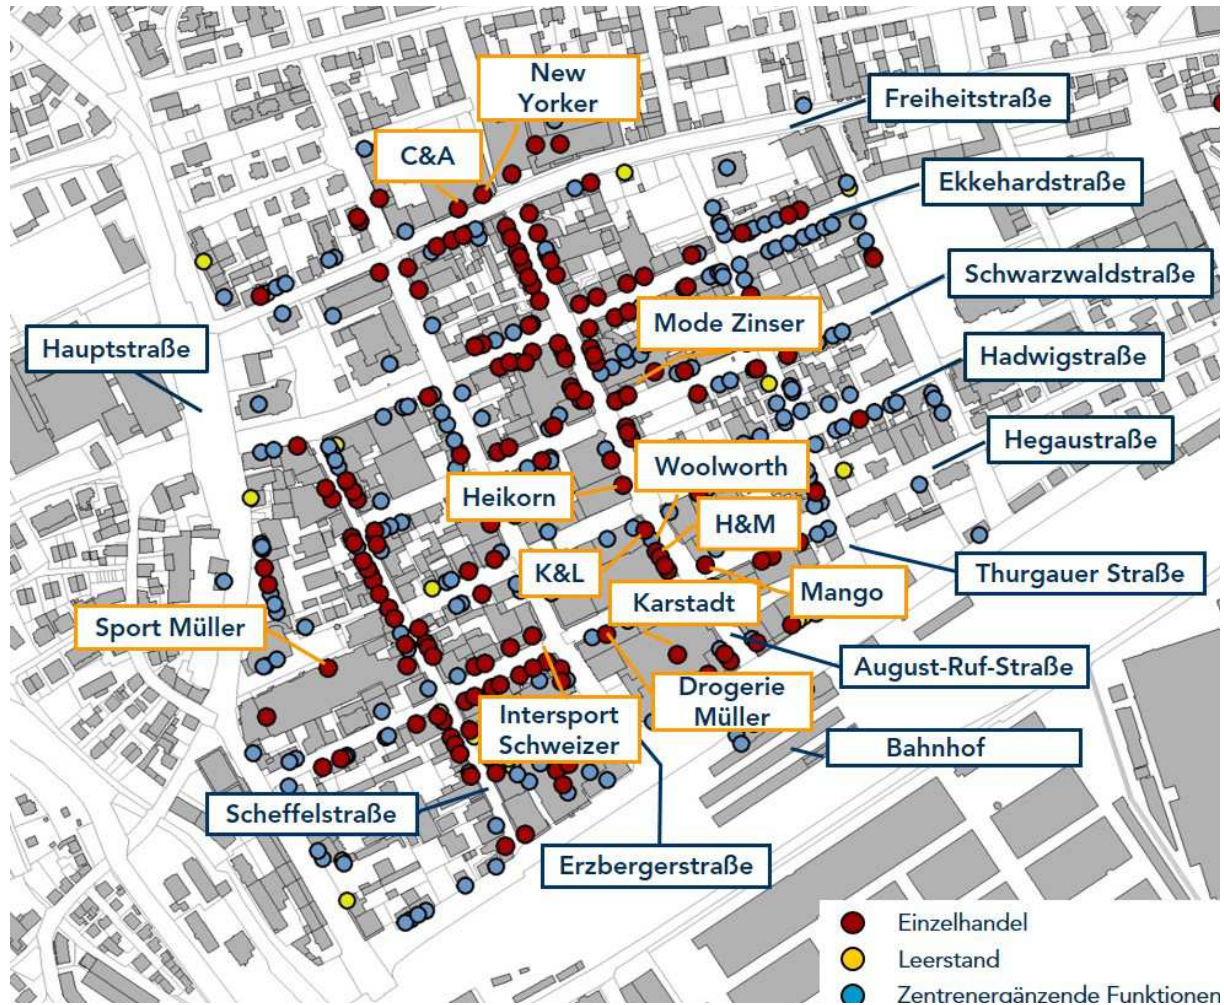 New
Yorker
Freiheitstraße
C&A
Ekkehardstraße
Schwarzwaldstraße
Mode Zinser
Hauptstraße
Hadwigstraße
Hegaustraße
Woolworth
Heikorn
H&M
K&L
Thurgauer Straße
Karstadt
Mango
Sport Müller
August-Ruf-Straße
Drogerie
Müller
Intersport
Schweizer
Bahnhof
Scheffelstraße
Erzbergerstraße
Einzelhandel
Leerstand
Zentrenergänzende Funktionen